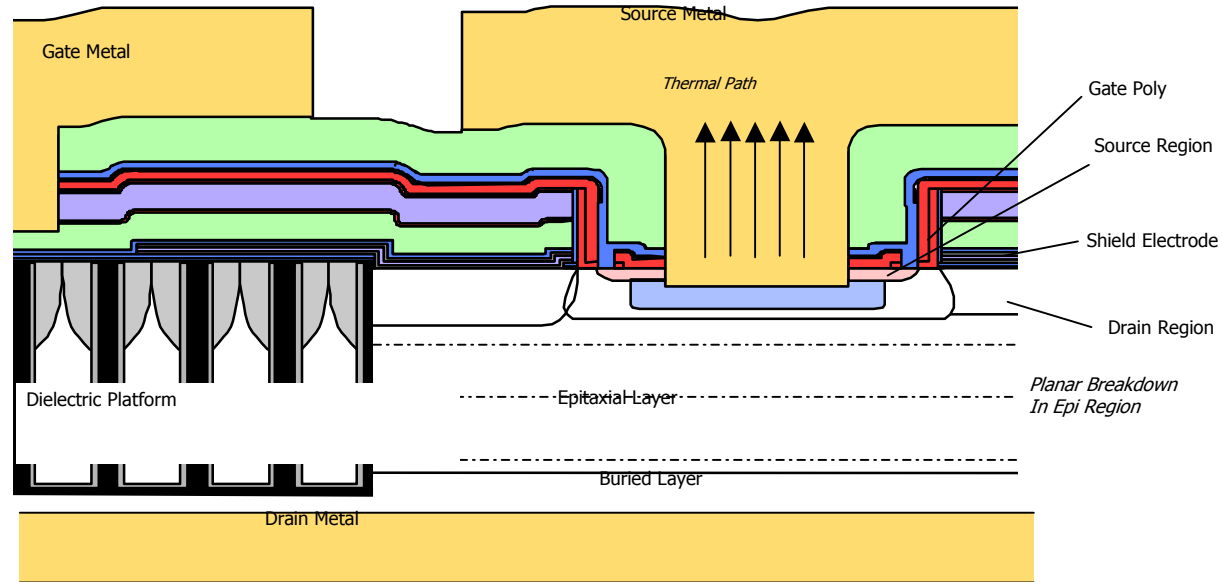 Source Metal
Gate Metal
Thermal Path
Gate Poly
Source Region
Shield Electrode
Drain Region
Dielectric Platform
Epitaxial Layer
Planar Breakdown
In Epi Region
Buried Layer
Drain Metal